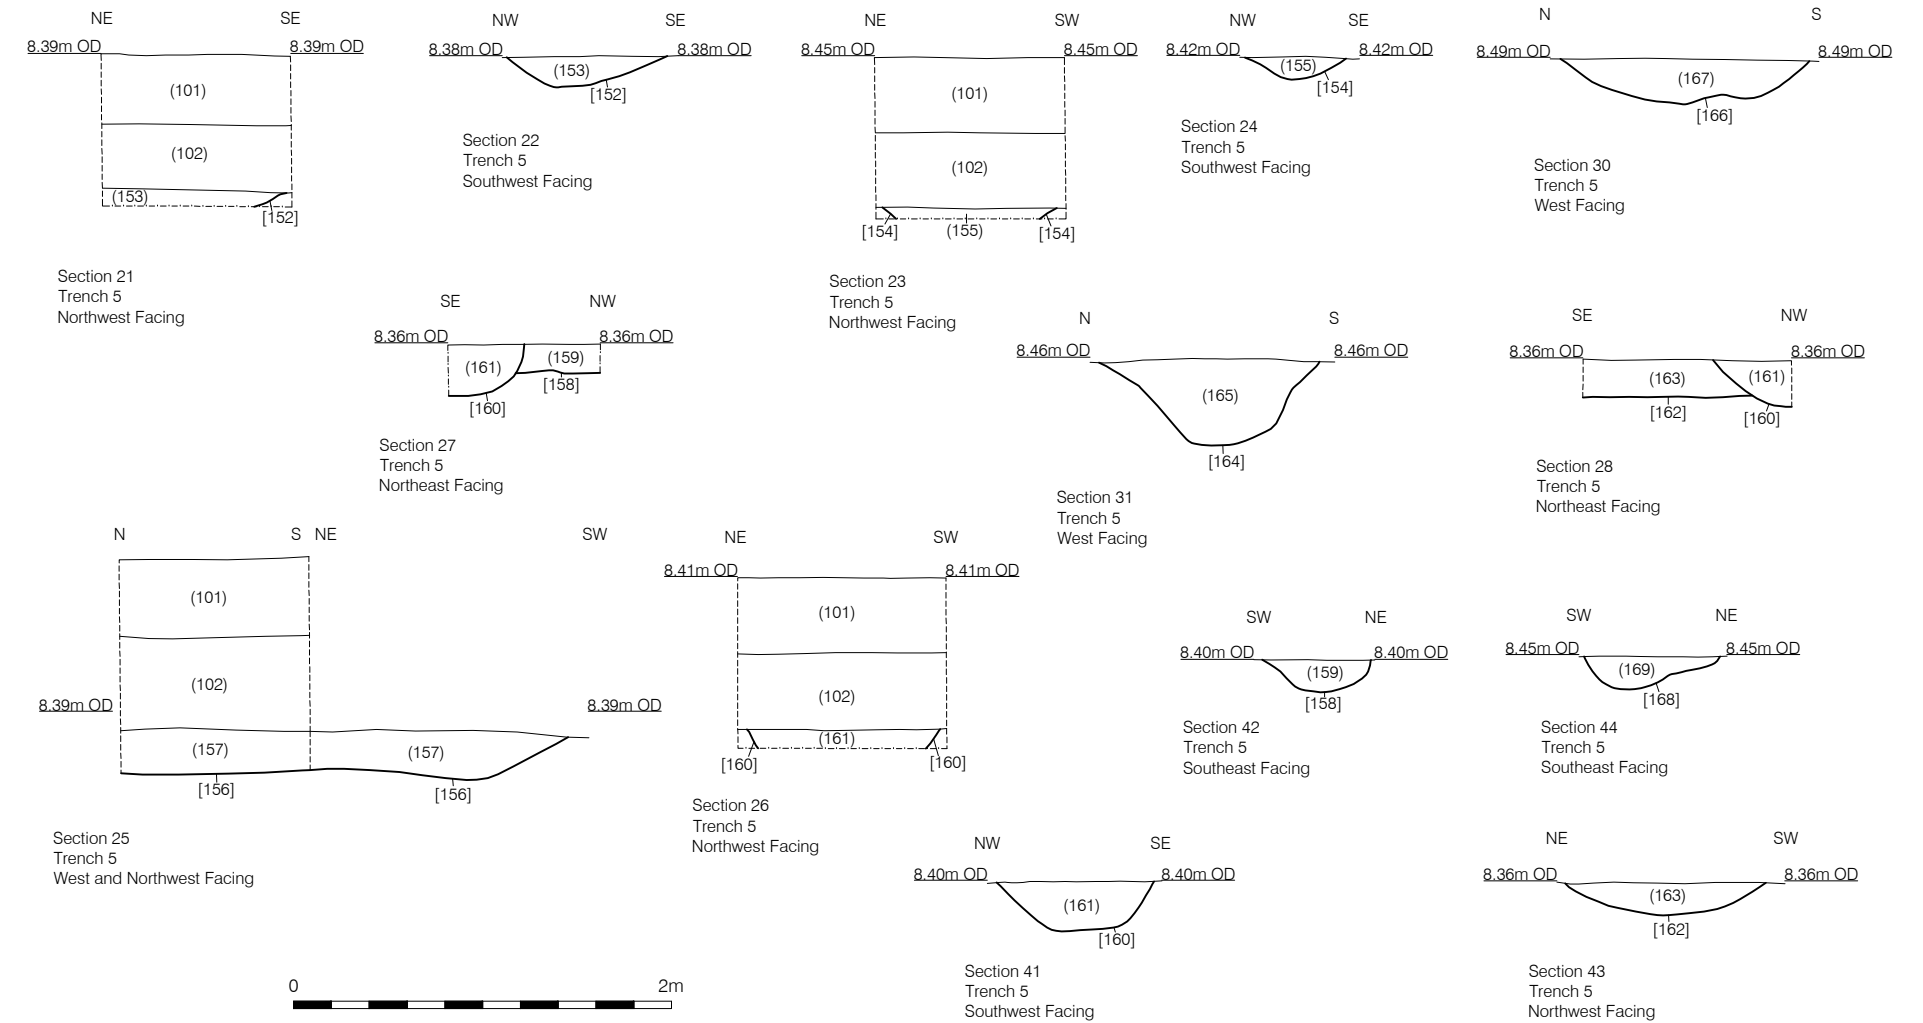 NE SE
8.39m OD 8.39m OD
(101)
(102)
(153)
[152]
Section 21
Trench 5
Northwest Facing
NW SE
8.38m OD 8.38m OD
(153)
[152]
Section 22
Trench 5
Southwest Facing
NE SW
8.45m OD 8.45m OD
(101)
(102)
[154] (155) [154]
Section 23
Trench 5
Northwest Facing
NW SE
8.42m OD 8.42m OD
(155)
[154]
Section 24
Trench 5
Southwest Facing
N S
8.49m OD 8.49m OD
(167)
[166]
Section 30
Trench 5
West Facing
SE NW
8.36m OD 8.36m OD
(161) (159)
[158]
[160]
Section 27
Trench 5
Northeast Facing
N S
8.46m OD 8.46m OD
(165)
[164]
Section 31
Trench 5
West Facing
SE NW
8.36m OD 8.36m OD
(163) (161)
[162] [160]
Section 28
Trench 5
Northeast Facing
N S NE SW
(101)
(102)
8.39m OD 8.39m OD
(157) (157)
[156] [156]
Section 25
Trench 5
West and Northwest Facing
NE SW
8.41m OD 8.41m OD
(101)
(102)
(161)
[160] [160]
Section 26
Trench 5
Northwest Facing
SW NE
8.40m OD 8.40m OD
(159)
[158]
Section 42
Trench 5
Southeast Facing
SW NE
8.45m OD 8.45m OD
(169)
[168]
Section 44
Trench 5
Southeast Facing
NW SE
8.40m OD 8.40m OD
(161)
[160]
Section 41
Trench 5
Southwest Facing
NE SW
8.36m OD 8.36m OD
(163)
[162]
Section 43
Trench 5
Northwest Facing
0 2m